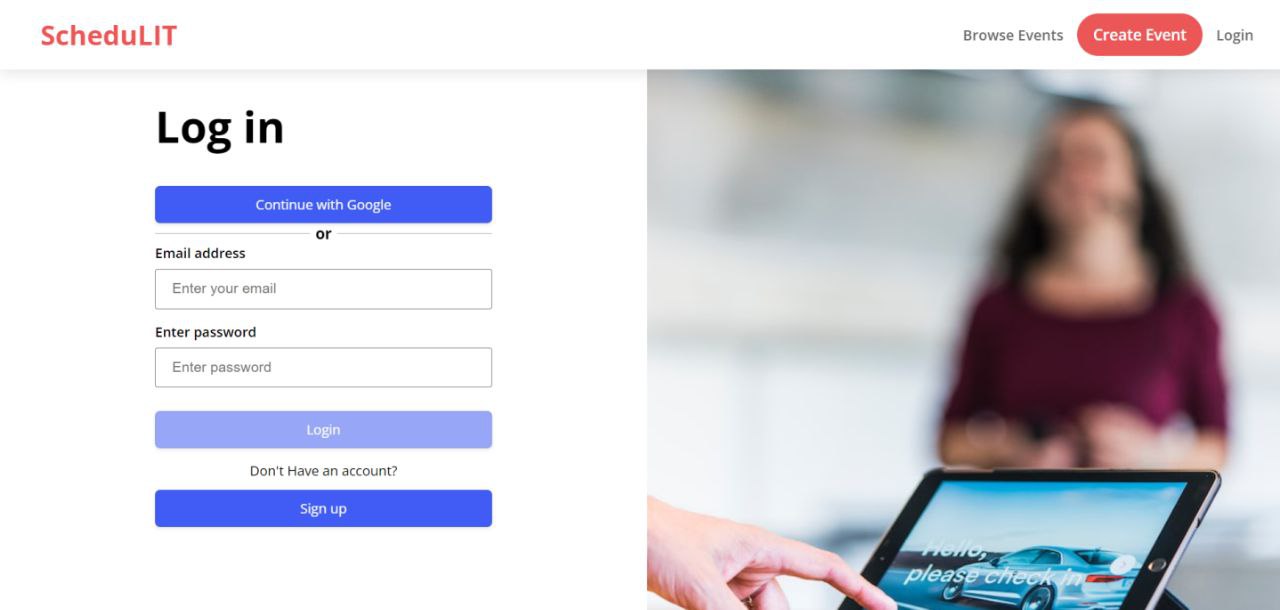 ScheduLIT
Browse Events
Create Event
Login
Log in
Continue with Google
or
Email address
Enter your email
Enter password
Enter password
Login
Don't Have an account?
Sign up
Hello,
please check in